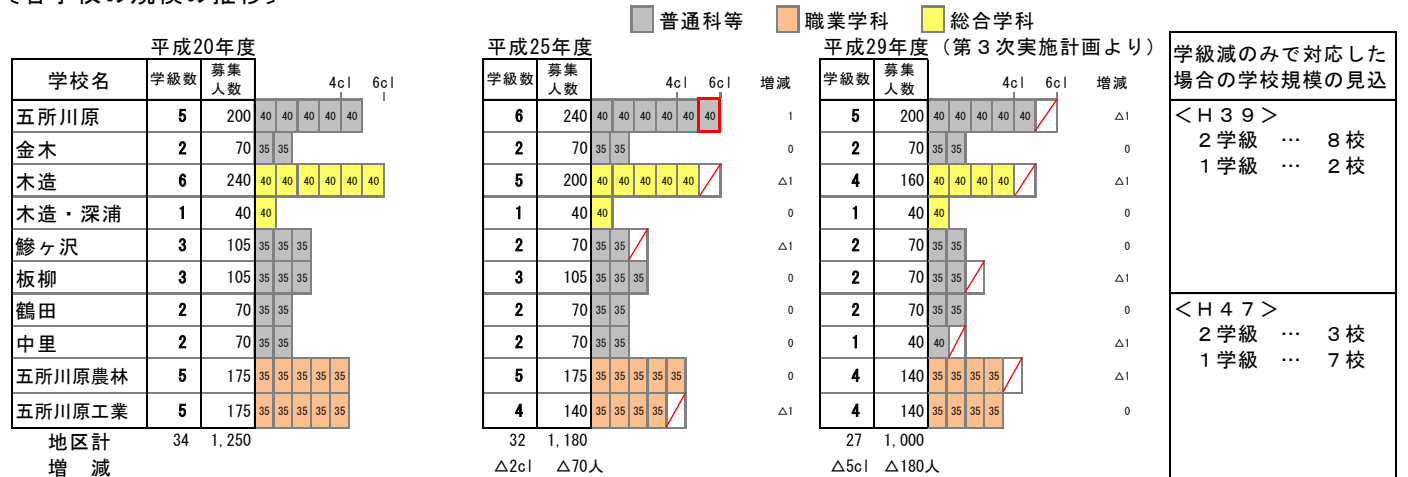 ≪各学校の規模の推移≫
普通科等 職業学科 総合学科
平成20年度 平成25年度 平成29年度（第３次実施計画より）
学校名 学級数 募集人数 4cl 6cl 学級数 募集人数 4cl 6cl 増減 学級数 募集人数 4cl 6cl 増減
五所川原 5 200 40 40 40 40 40 6 240 40 40 40 40 40 40 1 5 200 40 40 40 40 40 △1
金木 2 70 35 35 2 70 35 35 0 2 70 35 35 0
木造 6 240 40 40 40 40 40 40 5 200 40 40 40 40 40 △1 4 160 40 40 40 40 △1
木造・深浦 1 40 40 1 40 40 0 1 40 40 0
鰺ヶ沢 3 105 35 35 35 2 70 35 35 △1 2 70 35 35 0
板柳 3 105 35 35 35 3 105 35 35 35 0 2 70 35 35 △1
鶴田 2 70 35 35 2 70 35 35 0 2 70 35 35 0
中里 2 70 35 35 2 70 35 35 0 1 40 40 △1
五所川原農林 5 175 35 35 35 35 35 5 175 35 35 35 35 35 0 4 140 35 35 35 35 △1
五所川原工業 5 175 35 35 35 35 35 4 140 35 35 35 35 △1 4 140 35 35 35 35 0
地区計 34 1,250 32 1,180 27 1,000
増 減 △2cl △70人 △5cl △180人
学級減のみで対応した
場合の学校規模の見込
＜Ｈ３９＞
２学級 … ８校
１学級 … ２校
＜Ｈ４７＞
２学級 … ３校
１学級 … ７校